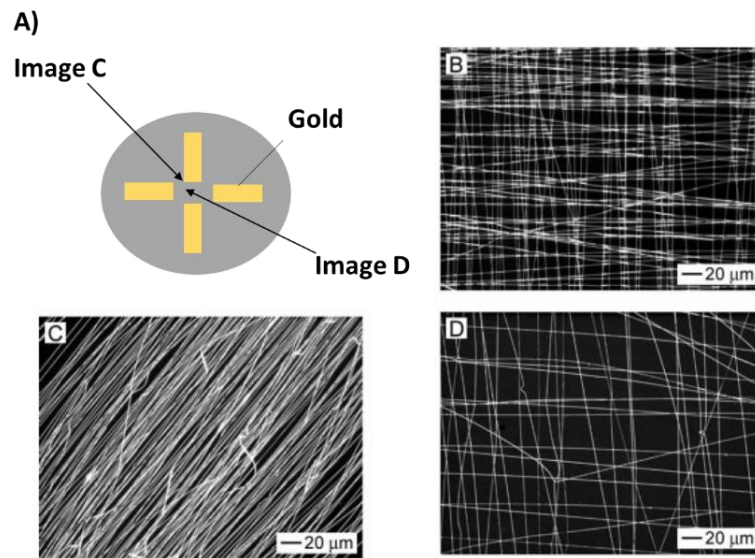 A)
Image C
Gold
Image D
B
20 μm
C
20 μm
D
20 μm